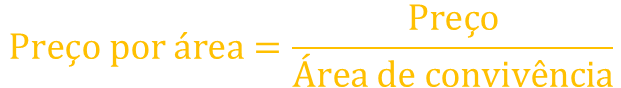 Preço por área = Preço / Área de convivência